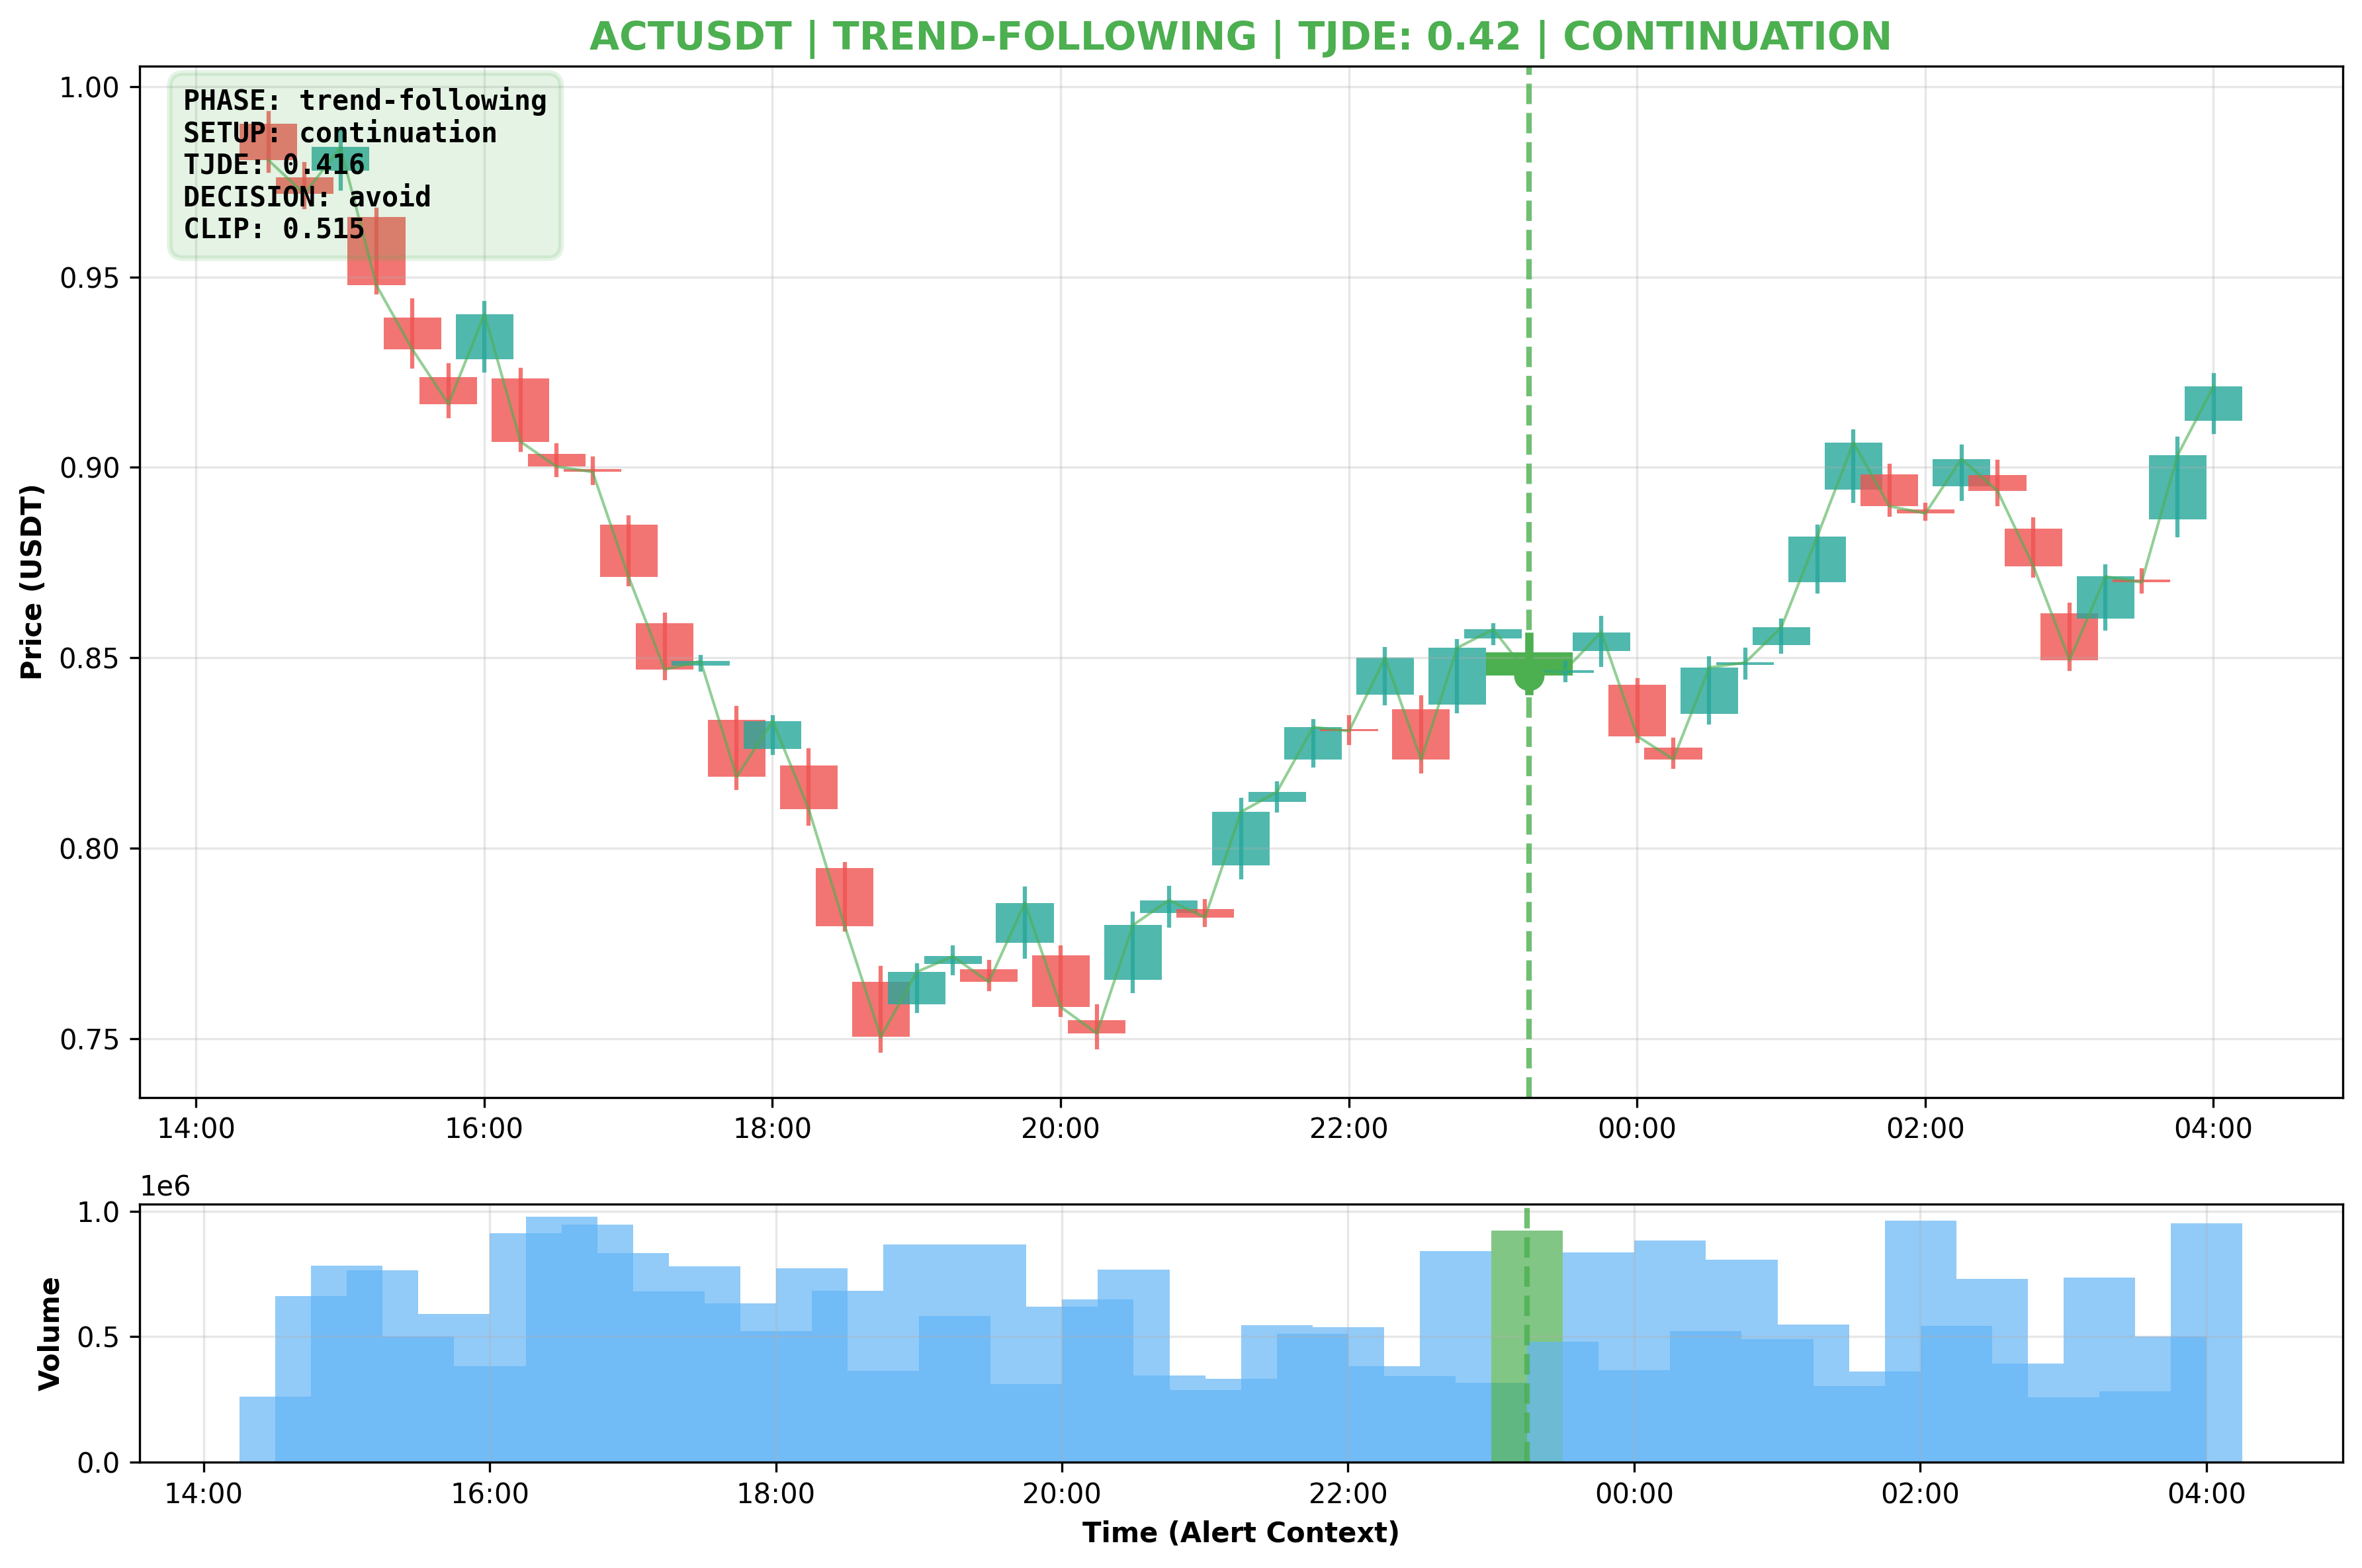 ACTUSDT | TREND-FOLLOWING | TJDE: 0.42 | CONTINUATION
PHASE: trend-following
SETUP: continuation
TJDE: 0.416
DECISION: avoid
CLIP: 0.515
Price (USDT)
1.00
0.95
0.90
0.85
0.80
0.75
14:00 16:00 18:00 20:00 22:00 00:00 02:00 04:00
1e6
Volume
1.0
0.5
0.0
14:00 16:00 18:00 20:00 22:00 00:00 02:00 04:00
Time (Alert Context)